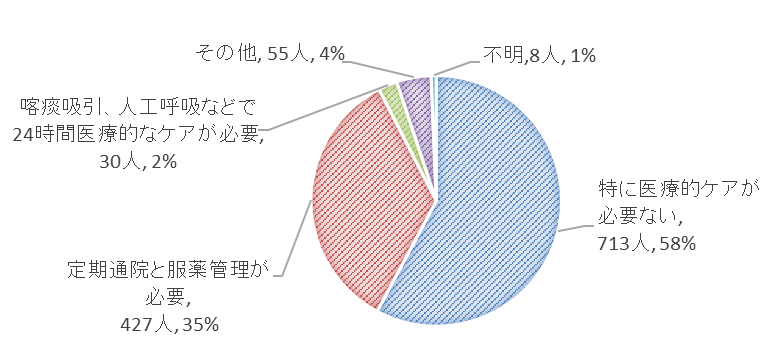 その他, 55人, 4%
不明,8人, 1%
喀痰吸引、人工呼吸などで
24時間医療的なケアが必要,
30人, 2%
特に医療的ケアが
必要ない,
713人, 58%
定期通院と服薬管理が
必要,
427人, 35%